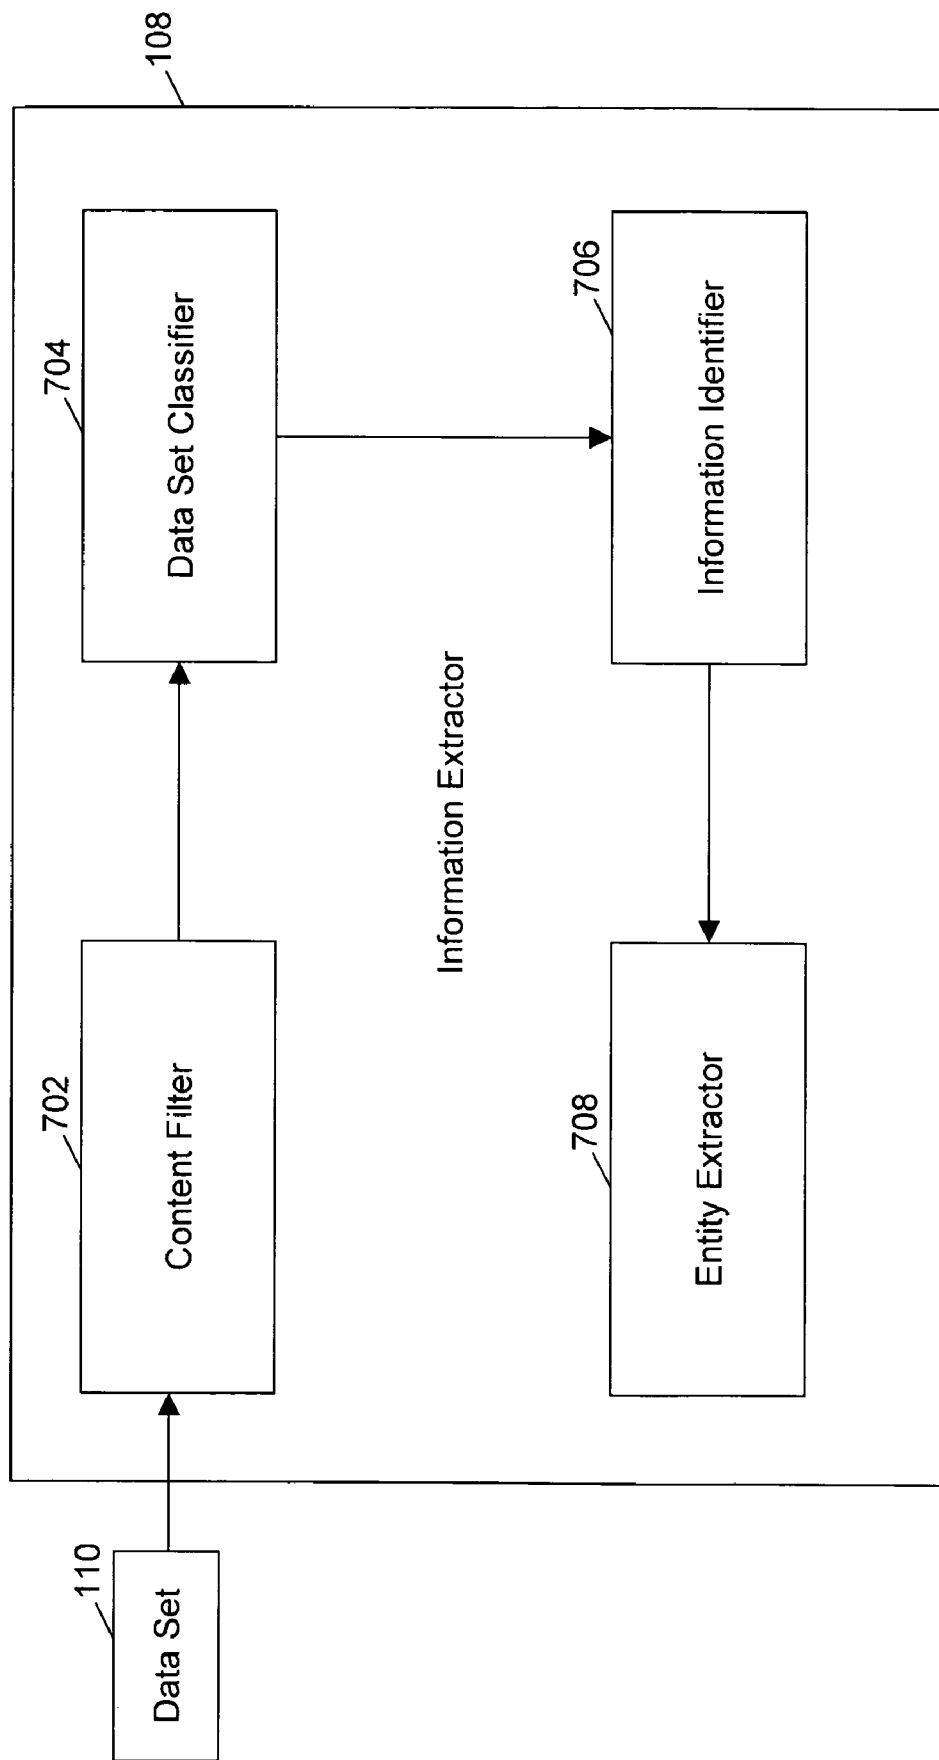 108
704
Data Set Classifier
706
Information Identifier
Information Extractor
702
Content Filter
708
Entity Extractor
110
Data Set